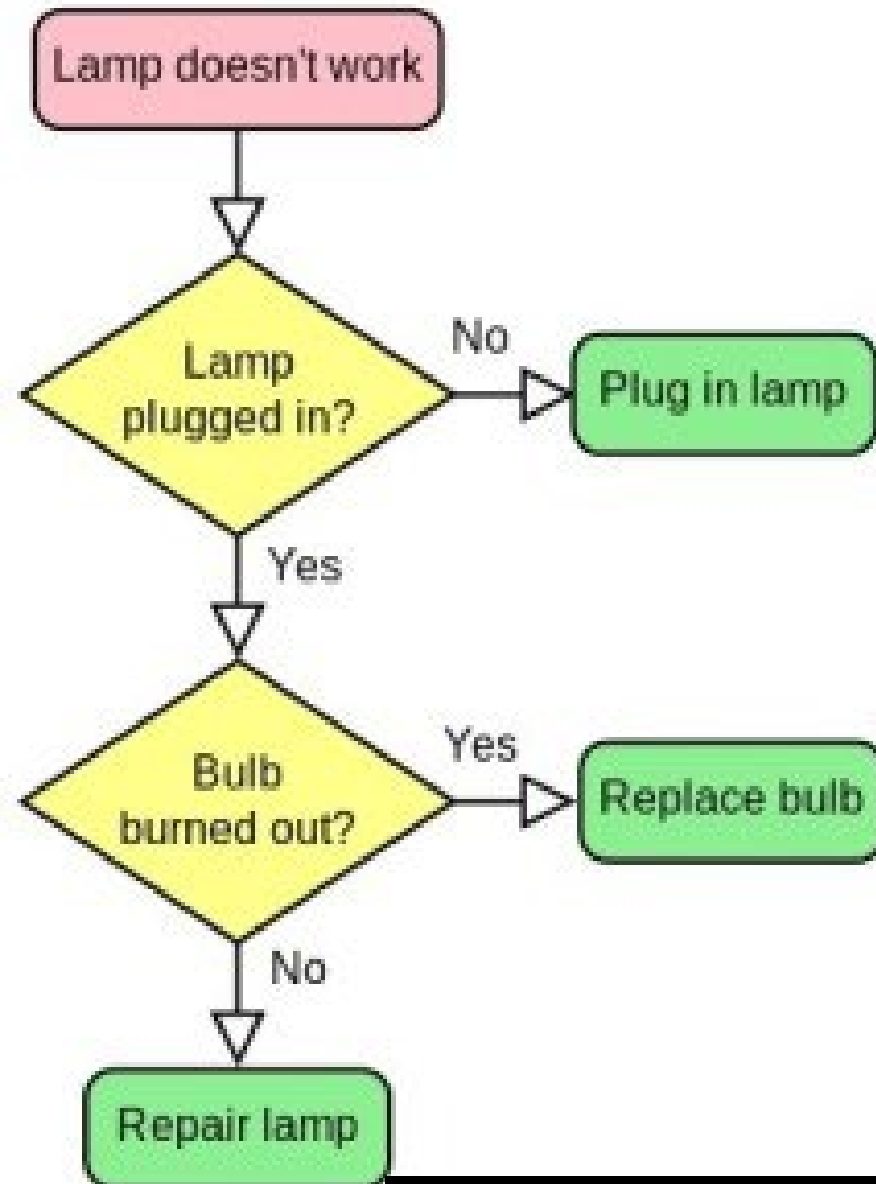 Lamp doesn't work
Lamp
plugged in?
No
Plug in lamp
Yes
Bulb
burned out?
Yes
Replace bulb
No
Repair lamp